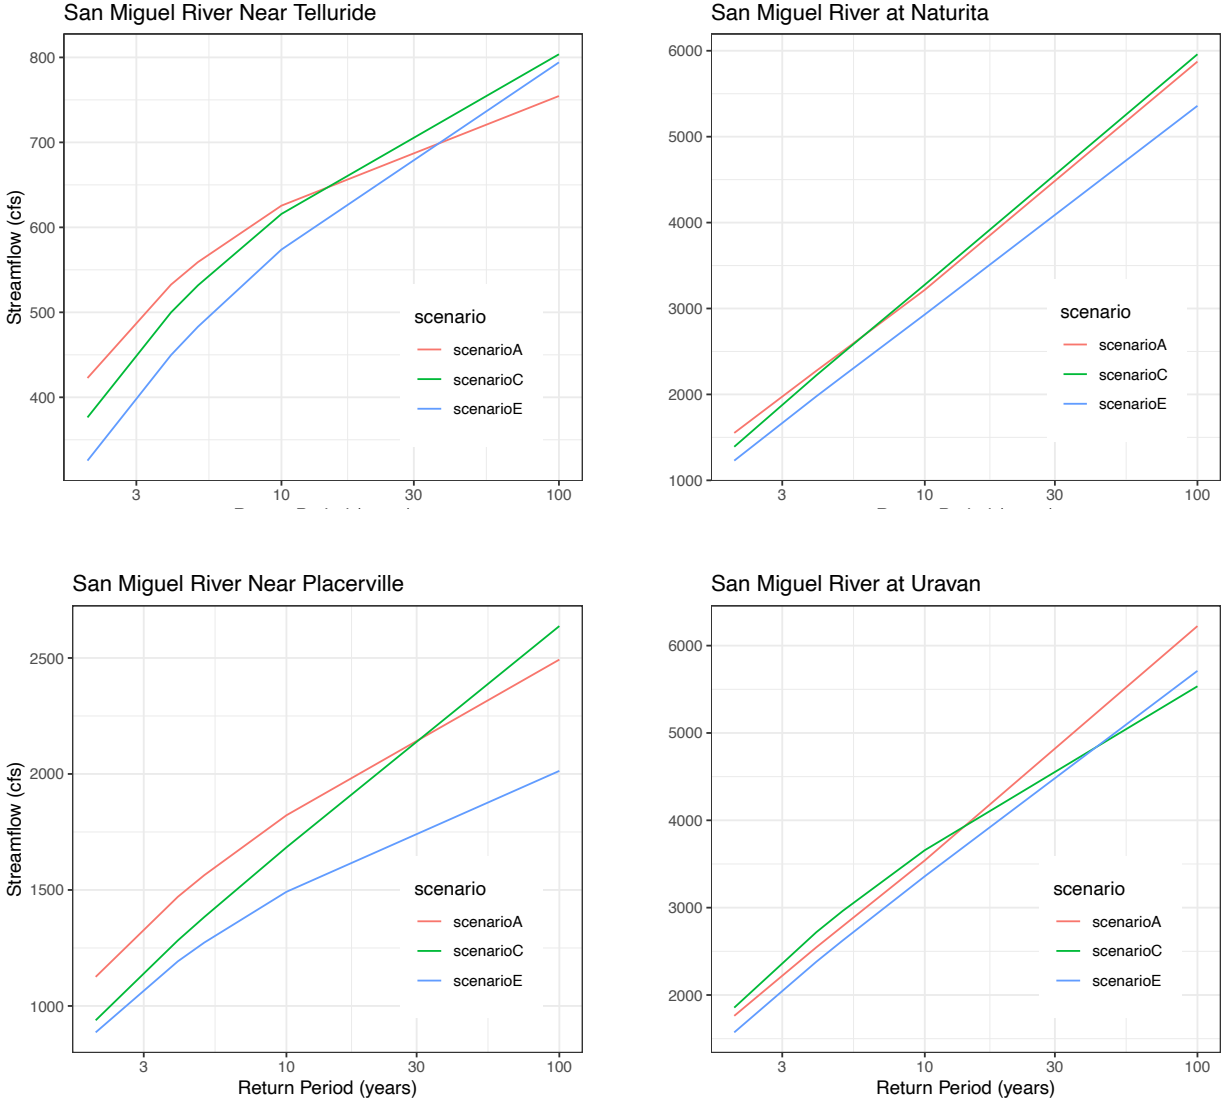 San Miguel River Near Telluride
Streamflow (cfs)
800
700
600
500
400
3
10
30
100
scenario
scenarioA
scenarioC
scenarioE
San Miguel River at Naturita
6000
5000
4000
3000
2000
1000
3
10
30
100
scenario
scenarioA
scenarioC
scenarioE
San Miguel River Near Placerville
Streamflow (cfs)
2500
2000
1500
1000
3
10
30
100
Return Period (years)
scenario
scenarioA
scenarioC
scenarioE
San Miguel River at Uravan
6000
5000
4000
3000
2000
3
10
30
100
Return Period (years)
scenario
scenarioA
scenarioC
scenarioE